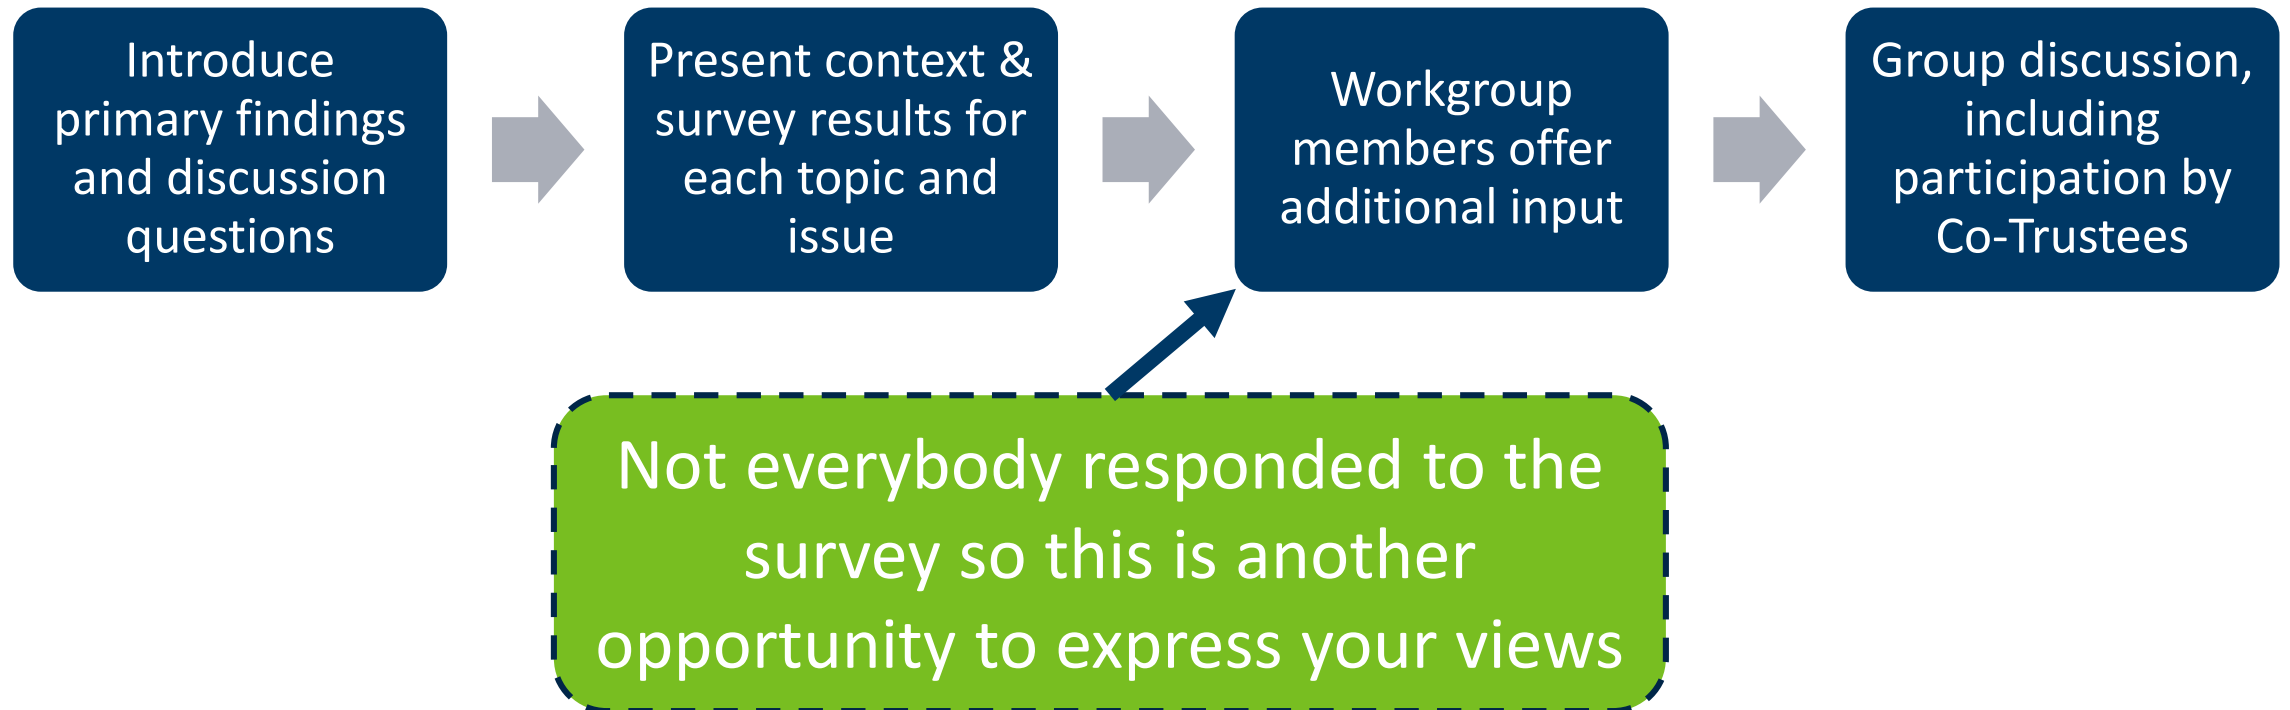 Introduce
primary findings
and discussion
questions
Present context &
survey results for
each topic and
issue
Workgroup
members offer
additional input
Group discussion,
including
participation by
Co-Trustees
Not everybody responded to the
survey so this is another
opportunity to express your views